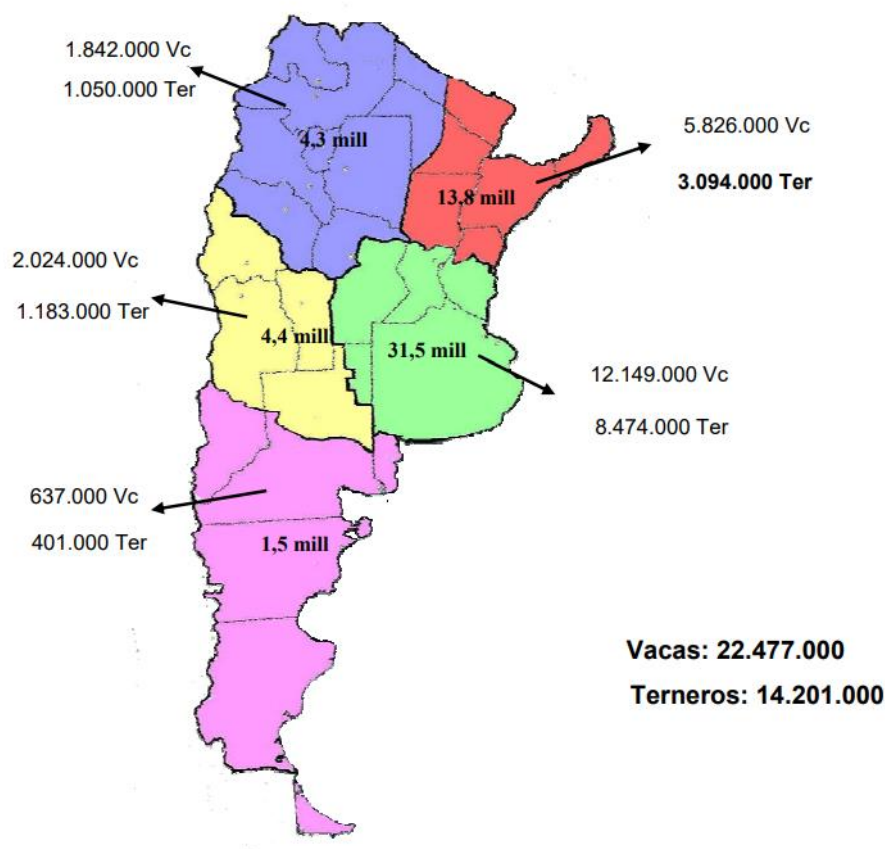 1.842.000 Vc
1.050.000 Ter
4,3 mill
5.826.000 Vc
3.094.000 Ter
13,8 mill
2.024.000 Vc
1.183.000 Ter
4,4 mill
31,5 mill
12.149.000 Vc
8.474.000 Ter
637.000 Vc
401.000 Ter
1,5 mill
Vacas: 22.477.000
Terneros: 14.201.000